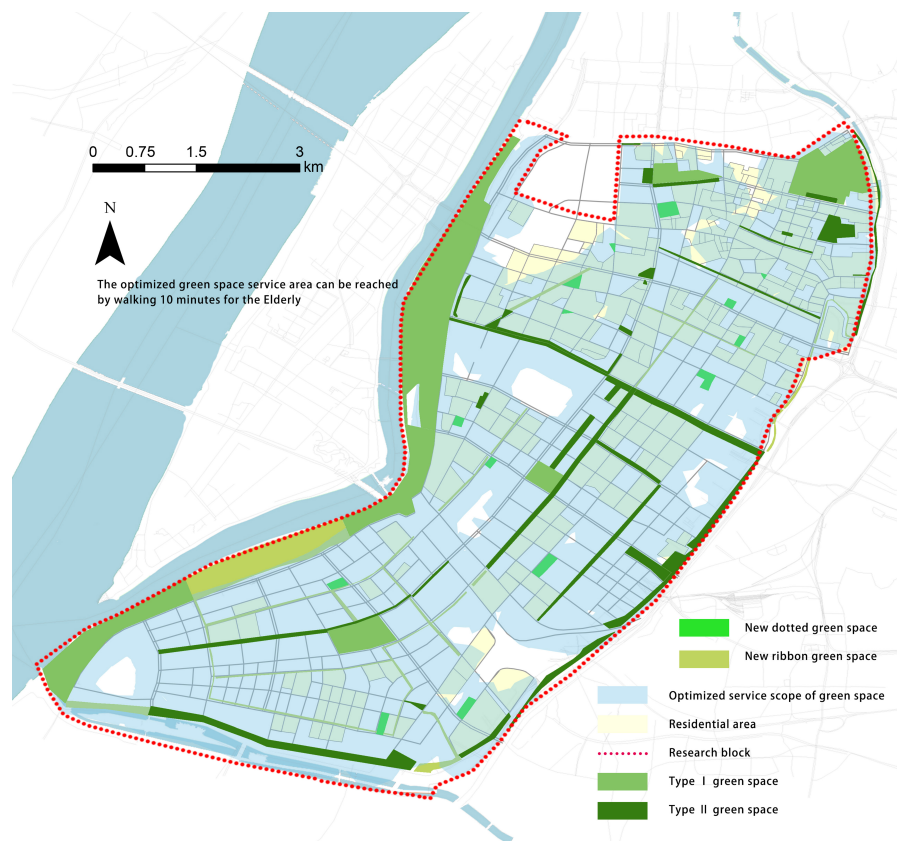 0 0.75 1.5 3
km
N
The optimized green space service area can be reached
by walking 10 minutes for the Elderly
New dotted green space
New ribbon green space
Optimized service scope of green space
Residential area
Research block
Type I green space
Type II green space